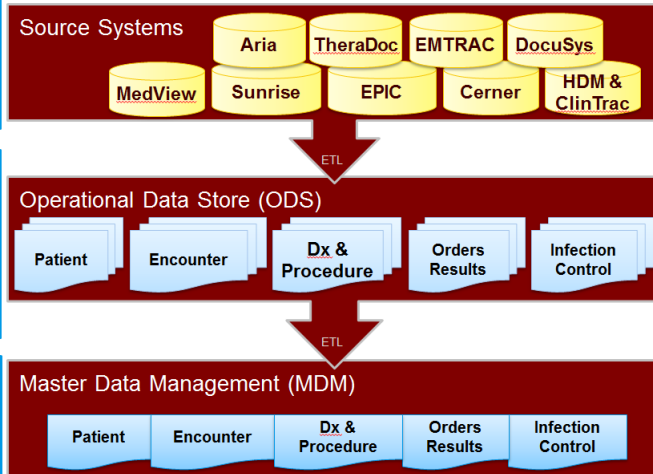 Source Systems
Aria
TheraDoc
EMTRAC
DocuSys
MedView
Sunrise
EPIC
Cerner
HDM &
ClinTrac
ETL
Operational Data Store (ODS)
Patient
Encounter
Dx &
Procedure
Orders
Results
Infection
Control
ETL
Master Data Management (MDM)
Patient
Encounter
Dx &
Procedure
Orders
Results
Infection
Control